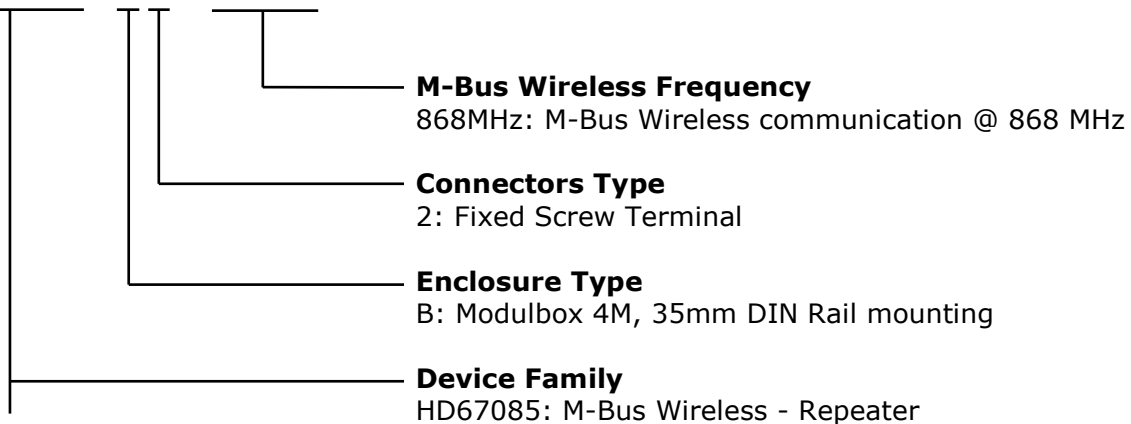 M-Bus Wireless Frequency
868MHz: M-Bus Wireless communication @ 868 MHz
Connectors Type
2: Fixed Screw Terminal
Enclosure Type
B: Modulbox 4M, 35mm DIN Rail mounting
Device Family
HD67085: M-Bus Wireless - Repeater